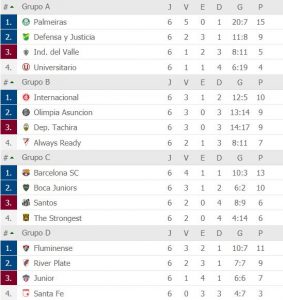 # Grupo A J V E D G P
1. Palmeiras 6 5 0 1 20:7 15
2. Defensa y Justicia 6 2 3 1 11:8 9
3. Ind. del Valle 6 1 2 3 8:11 5
4. Universitario 6 1 1 4 6:19 4
# Grupo B J V E D G P
1. Internacional 6 3 1 2 12:5 10
2. Olimpia Asuncion 6 3 0 3 13:14 9
3. Dep. Tachira 6 3 0 3 14:17 9
4. Always Ready 6 2 1 3 8:11 7
# Grupo C J V E D G P
1. Barcelona SC 6 4 1 1 10:3 13
2. Boca Juniors 6 3 1 2 6:2 10
3. Santos 6 2 0 4 8:9 6
4. The Strongest 6 2 0 4 4:14 6
# Grupo D J V E D G P
1. Fluminense 6 3 2 1 10:7 11
2. River Plate 6 2 3 1 7:7 9
3. Junior 6 1 4 1 6:6 7
4. Santa Fe 6 0 3 3 4:7 3